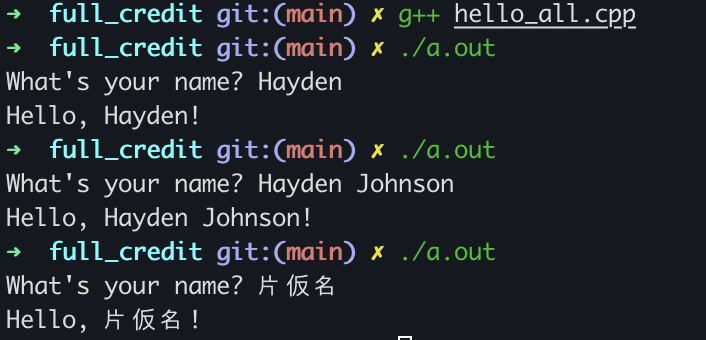 ➜  full_credit git:(main) ✗ g++ hello_all.cpp
➜  full_credit git:(main) ✗ ./a.out
What's your name? Hayden
Hello, Hayden!
➜  full_credit git:(main) ✗ ./a.out
What's your name? Hayden Johnson
Hello, Hayden Johnson!
➜  full_credit git:(main) ✗ ./a.out
What's your name? 片仮名
Hello, 片仮名!